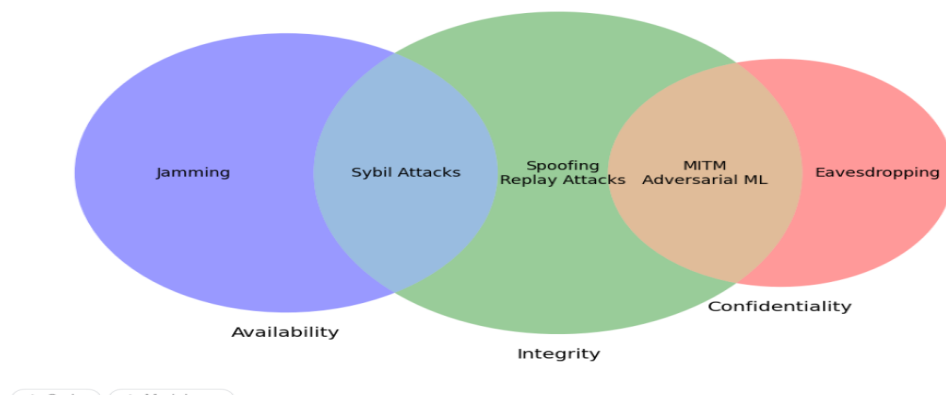 Jamming
Sybil Attacks
Spoofing
Replay Attacks
MITM
Adversarial ML
Eavesdropping
Availability
Integrity
Confidentiality